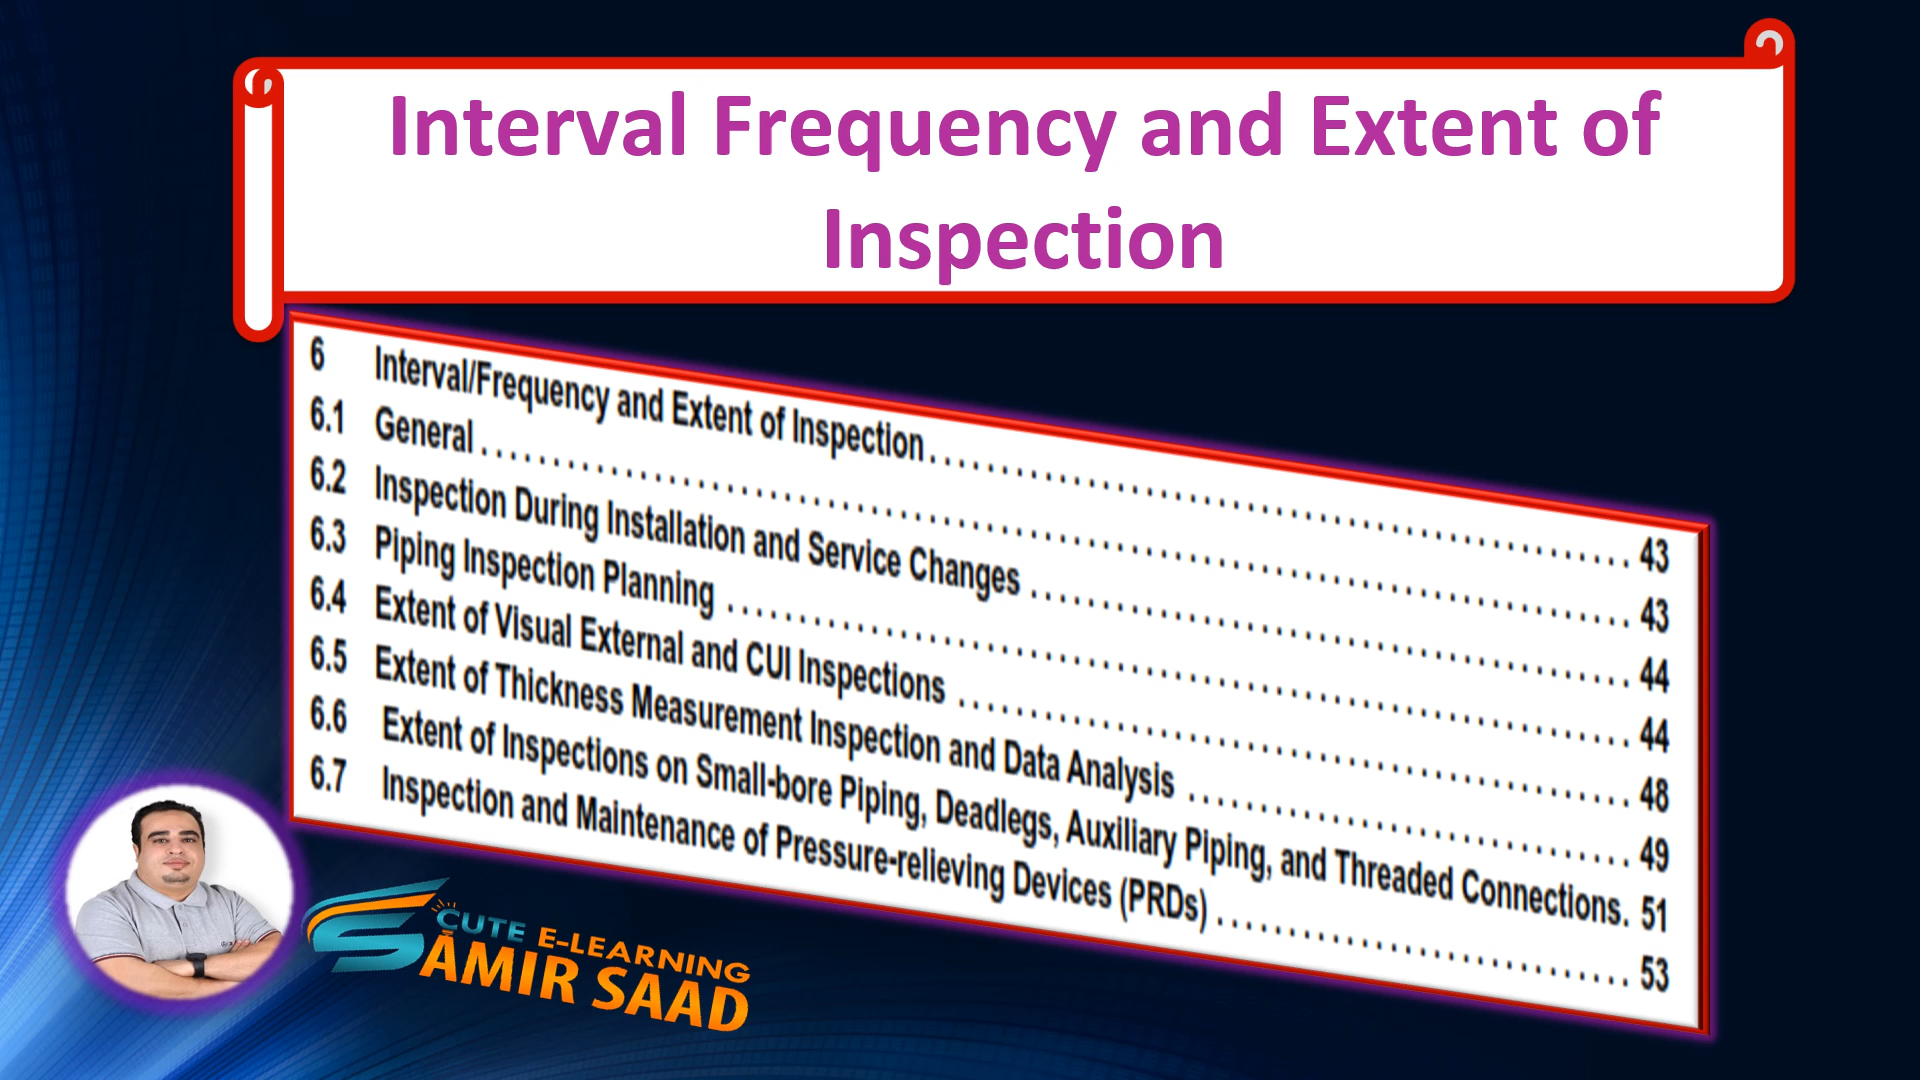 Interval Frequency and Extent of
Inspection
6 Interval/Frequency and Extent of Inspection . . . . . . . . . . . . . . . . . . . . . . . . . . . . . . . . . . . . . . . . . . . . . . . . . 43
6.1 General . . . . . . . . . . . . . . . . . . . . . . . . . . . . . . . . . . . . . . . . . . . . . . . . . . . . . . . . . . . . . . . . . . . . . . . . . . . . . . . . 43
6.2 Inspection During Installation and Service Changes . . . . . . . . . . . . . . . . . . . . . . . . . . . . . . . . . . . . . . . . . . 44
6.3 Piping Inspection Planning . . . . . . . . . . . . . . . . . . . . . . . . . . . . . . . . . . . . . . . . . . . . . . . . . . . . . . . . . . . . . . . 44
6.4 Extent of Visual External and CUI Inspections . . . . . . . . . . . . . . . . . . . . . . . . . . . . . . . . . . . . . . . . . . . . . . . 48
6.5 Extent of Thickness Measurement Inspection and Data Analysis . . . . . . . . . . . . . . . . . . . . . . . . . . . . . . . 49
6.6 Extent of Inspections on Small-bore Piping, Deadlegs, Auxiliary Piping, and Threaded Connections. 51
6.7 Inspection and Maintenance of Pressure-relieving Devices (PRDs) . . . . . . . . . . . . . . . . . . . . . . . . . . . . . 53
CUTE E-LEARNING
SAMIR SAAD